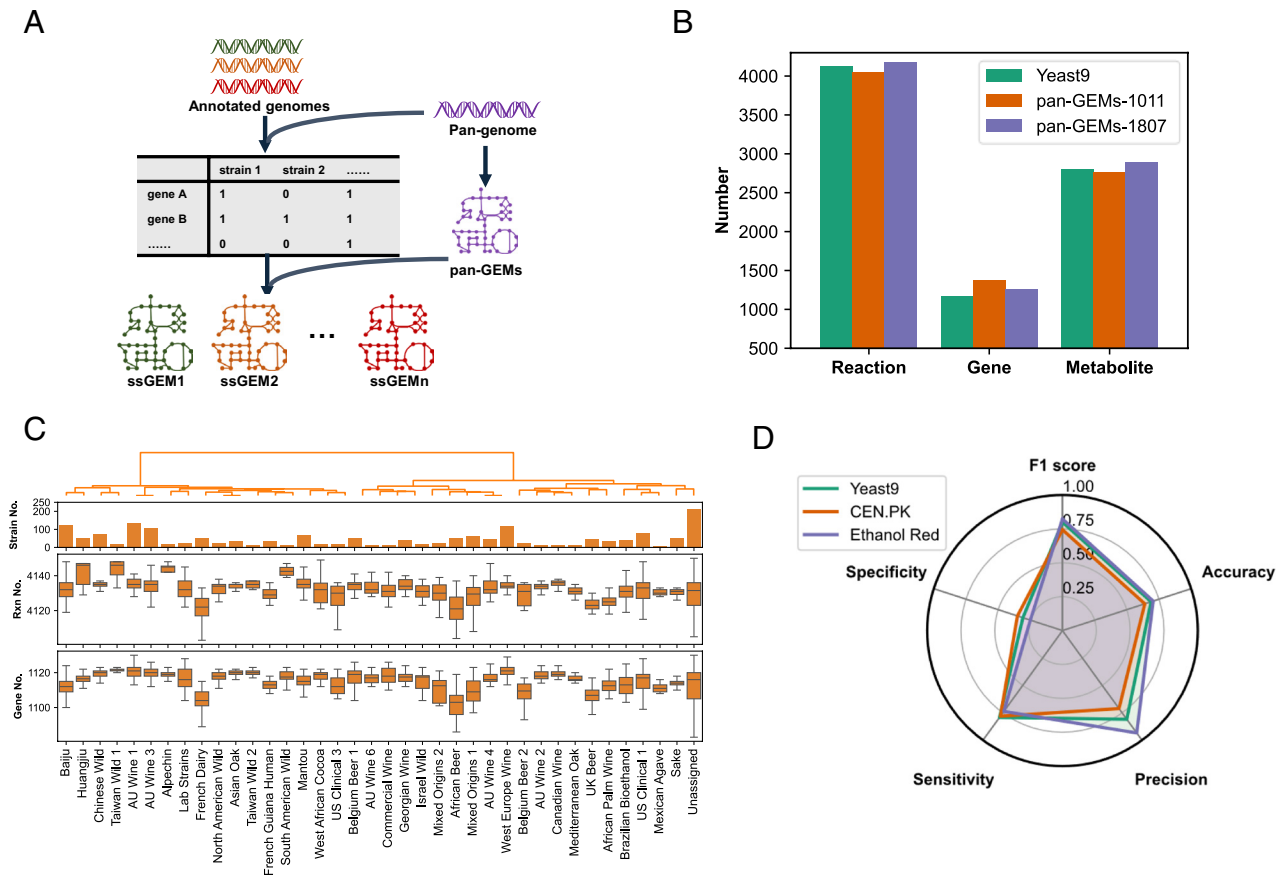 A
Annotated genomes
Pan-genome
strain 1 strain 2 ......
gene A 1 0 1
gene B 1 1 1
...... 0 0 1
pan-GEMs
...
ssGEM1 ssGEM2 ssGEMn
B
Number
4000
3500
3000
2500
2000
1500
1000
500
Yeast9
pan-GEMs-1011
pan-GEMs-1807
Reaction Gene Metabolite
C
Strain No.
250
100
0
Rxn No.
4140
4120
Gene No.
1120
1100
Baiju
Huangjiu
Chinese Wild
Taiwan Wild 1
AU Wine 1
AU Wine 3
Alpechin
Lab Strains
French Dairy
North American Wild
Asian Oak
Taiwan Wild 2
French Guiana Human
South American Wild
Mantou
West African Cocoa
US Clinical 3
Belgium Beer 1
AU Wine 6
Commercial Wine
Georgian Wine
Israel Wild
Mixed Origins 2
African Beer
Mixed Origins 1
AU Wine 4
West Europe Wine
Belgium Beer 2
AU Wine 2
Canadian Wine
Mediterranean Oak
UK Beer
African Palm Wine
Brazilian Bioethanol
US Clinical 1
Mexican Agave
Sake
Unassigned
D
Yeast9
CEN.PK
Ethanol Red
F1 score
1.00
0.75
0.50
0.25
Specificity
Accuracy
Sensitivity
Precision